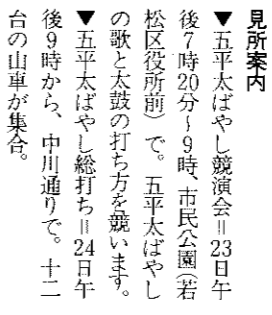 見所案内
▼五平太ばやし競演会＝23日午
後７時20分〜９時、市民公園（若
松区役所前）で。五平太ばやし
の歌と太鼓の打ち方を競います。
▼五平太ばやし総打ち＝24日午
後９時から、中川通りで。十二
台の山車が集合。